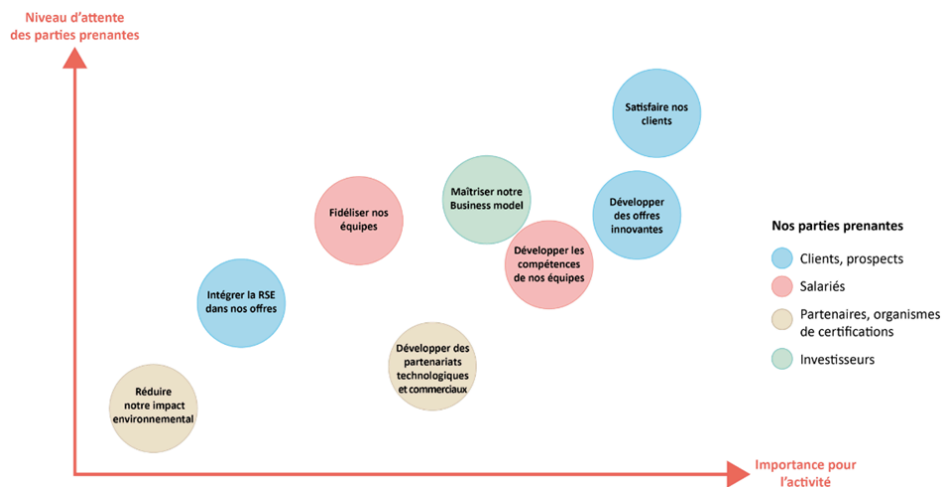 Niveau d'attente
des parties prenantes
Satisfaire nos
clients
Maîtriser notre
Business model
Développer
des offres
innovantes
Fidéliser nos
équipes
Développer les
compétences
de nos équipes
Intégrer la RSE
dans nos offres
Développer des
partenariats
technologiques
et commerciaux
Réduire
notre impact
environnemental
Nos parties prenantes
Clients, prospects
Salariés
Partenaires, organismes
de certifications
Investisseurs
Importance pour
l'activité